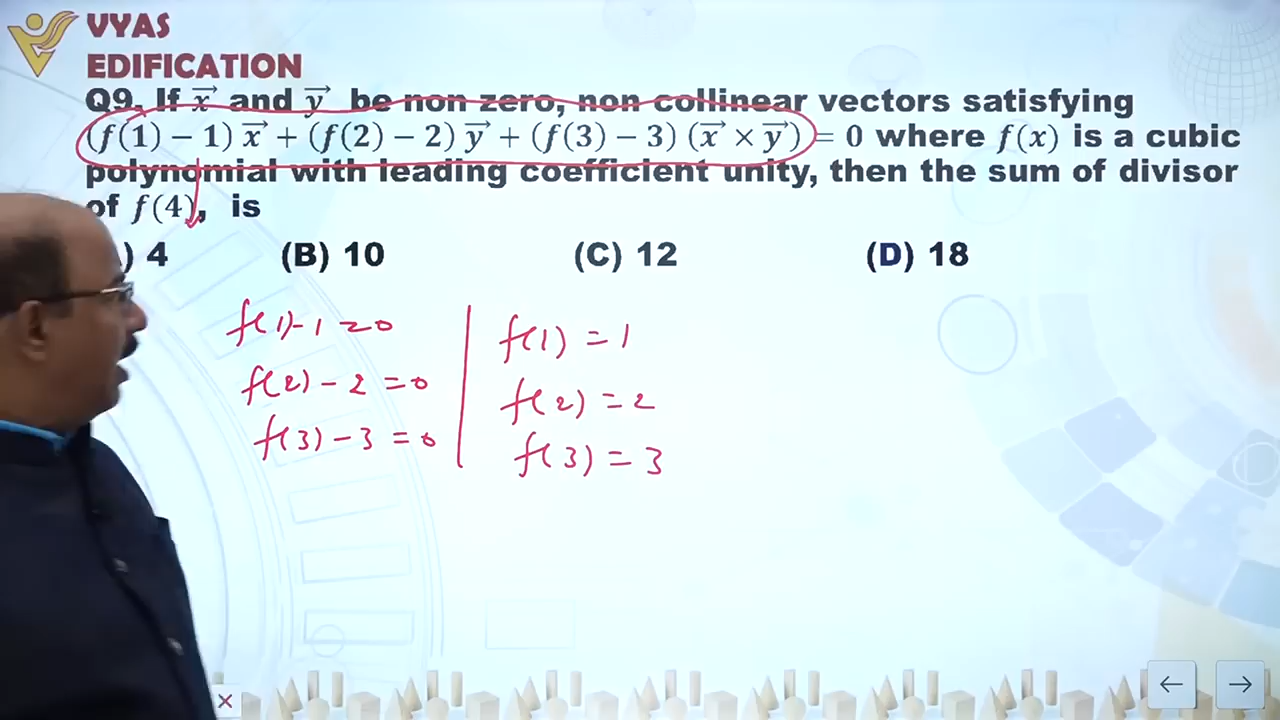 VYAS
EDIFICATION
Q9. If x⃗ and y⃗ be non zero, non collinear vectors satisfying
(f(1) − 1) x⃗ + (f(2) − 2) y⃗ + (f(3) − 3) (x⃗ × y⃗) = 0 where f(x) is a cubic
polynomial with leading coefficient unity, then the sum of divisor
of f(4), is
) 4 (B) 10 (C) 12 (D) 18
f(1)-1=0
f(2)-2=0
f(3)-3=0
f(1)=1
f(2)=2
f(3)=3